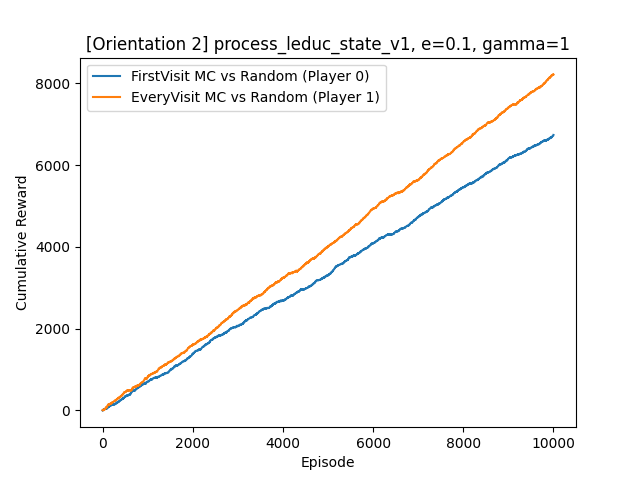 [Orientation 2] process_leduc_state_v1, e=0.1, gamma=1
FirstVisit MC vs Random (Player 0)
EveryVisit MC vs Random (Player 1)
Cumulative Reward
8000
6000
4000
2000
0
0 2000 4000 6000 8000 10000
Episode